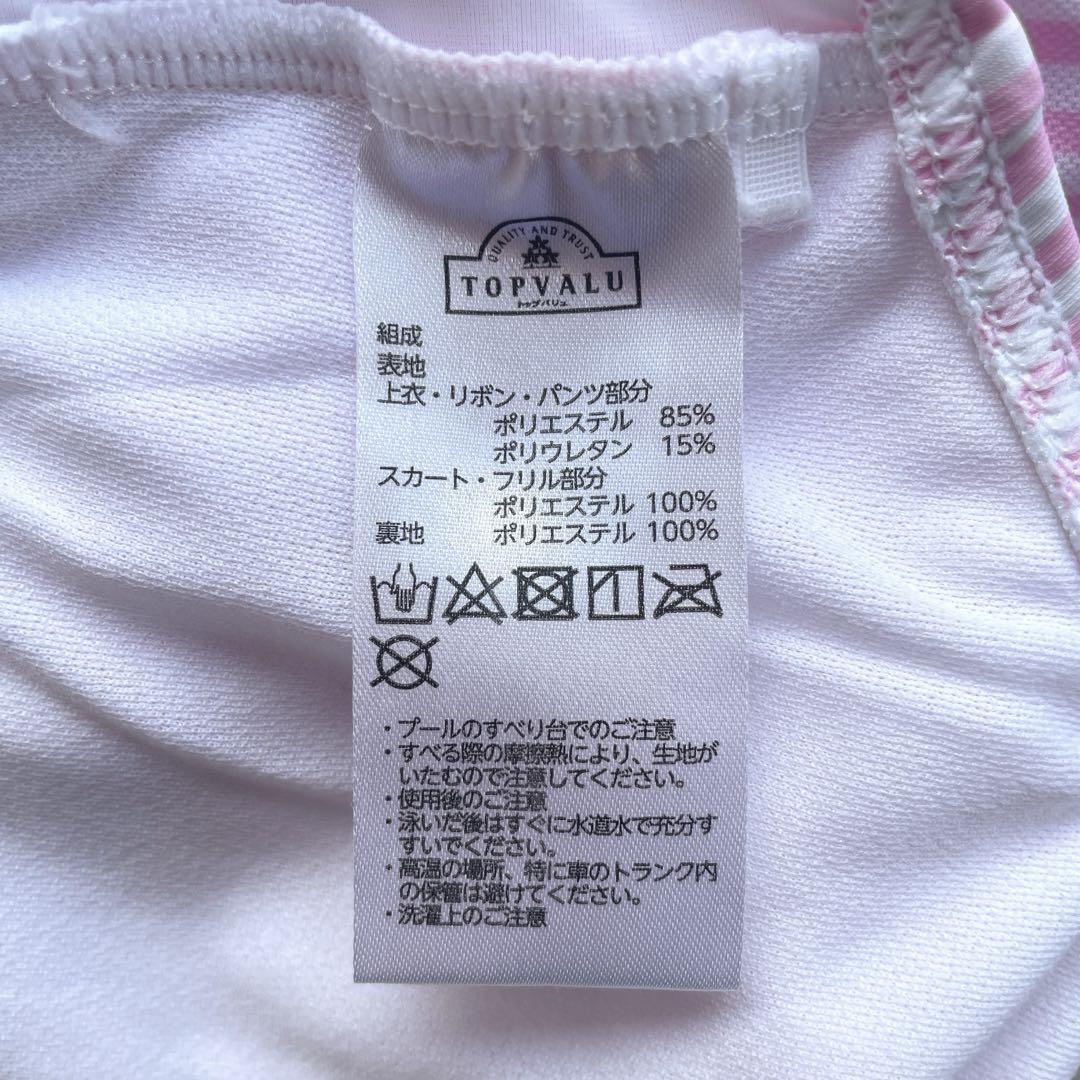 QUALITY AND TRUST
TOPVALU
トップバリュ
組成
表地
上衣・リボン・パンツ部分
ポリエステル 85%
ポリウレタン 15%
スカート・フリル部分
ポリエステル 100%
裏地 ポリエステル 100%
・プールのすべり台でのご注意
・すべる際の摩擦熱により、生地が
いたむので注意してください。
・使用後のご注意
・泳いだ後はすぐに水道水で充分す
すいでください。
・高温の場所、特に車のトランク内
の保管は避けてください。
・洗濯上のご注意